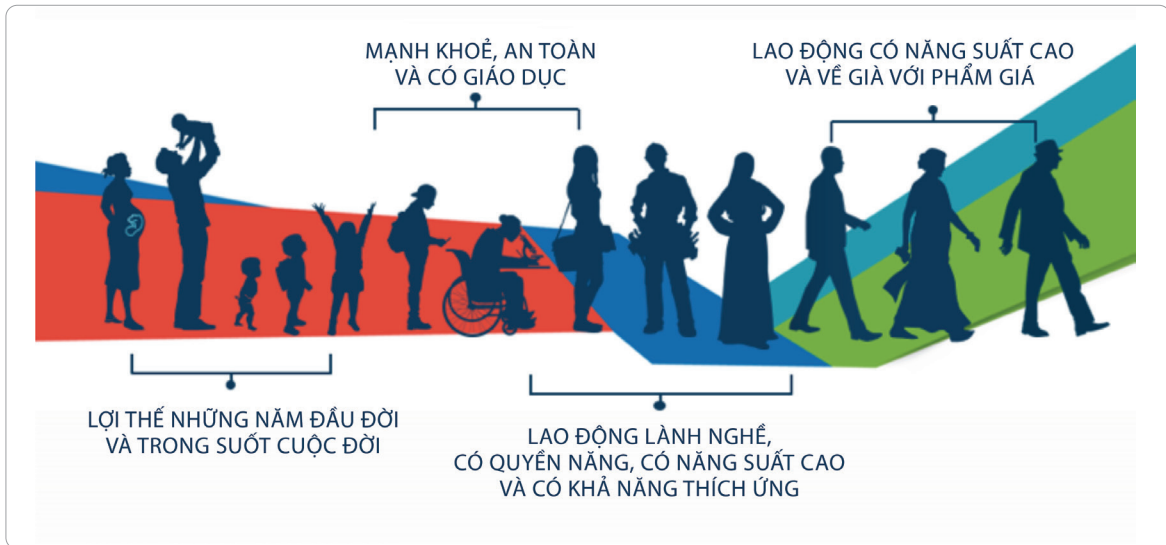 MẠNH KHOẺ, AN TOÀN
VÀ CÓ GIÁO DỤC
LAO ĐỘNG CÓ NĂNG SUẤT CAO
VÀ VỀ GIÀ VỚI PHẨM GIÁ
LỢI THẾ NHỮNG NĂM ĐẦU ĐỜI
VÀ TRONG SUỐT CUỘC ĐỜI
LAO ĐỘNG LÀNH NGHỀ,
CÓ QUYỀN NĂNG, CÓ NĂNG SUẤT CAO
VÀ CÓ KHẢ NĂNG THÍCH ỨNG